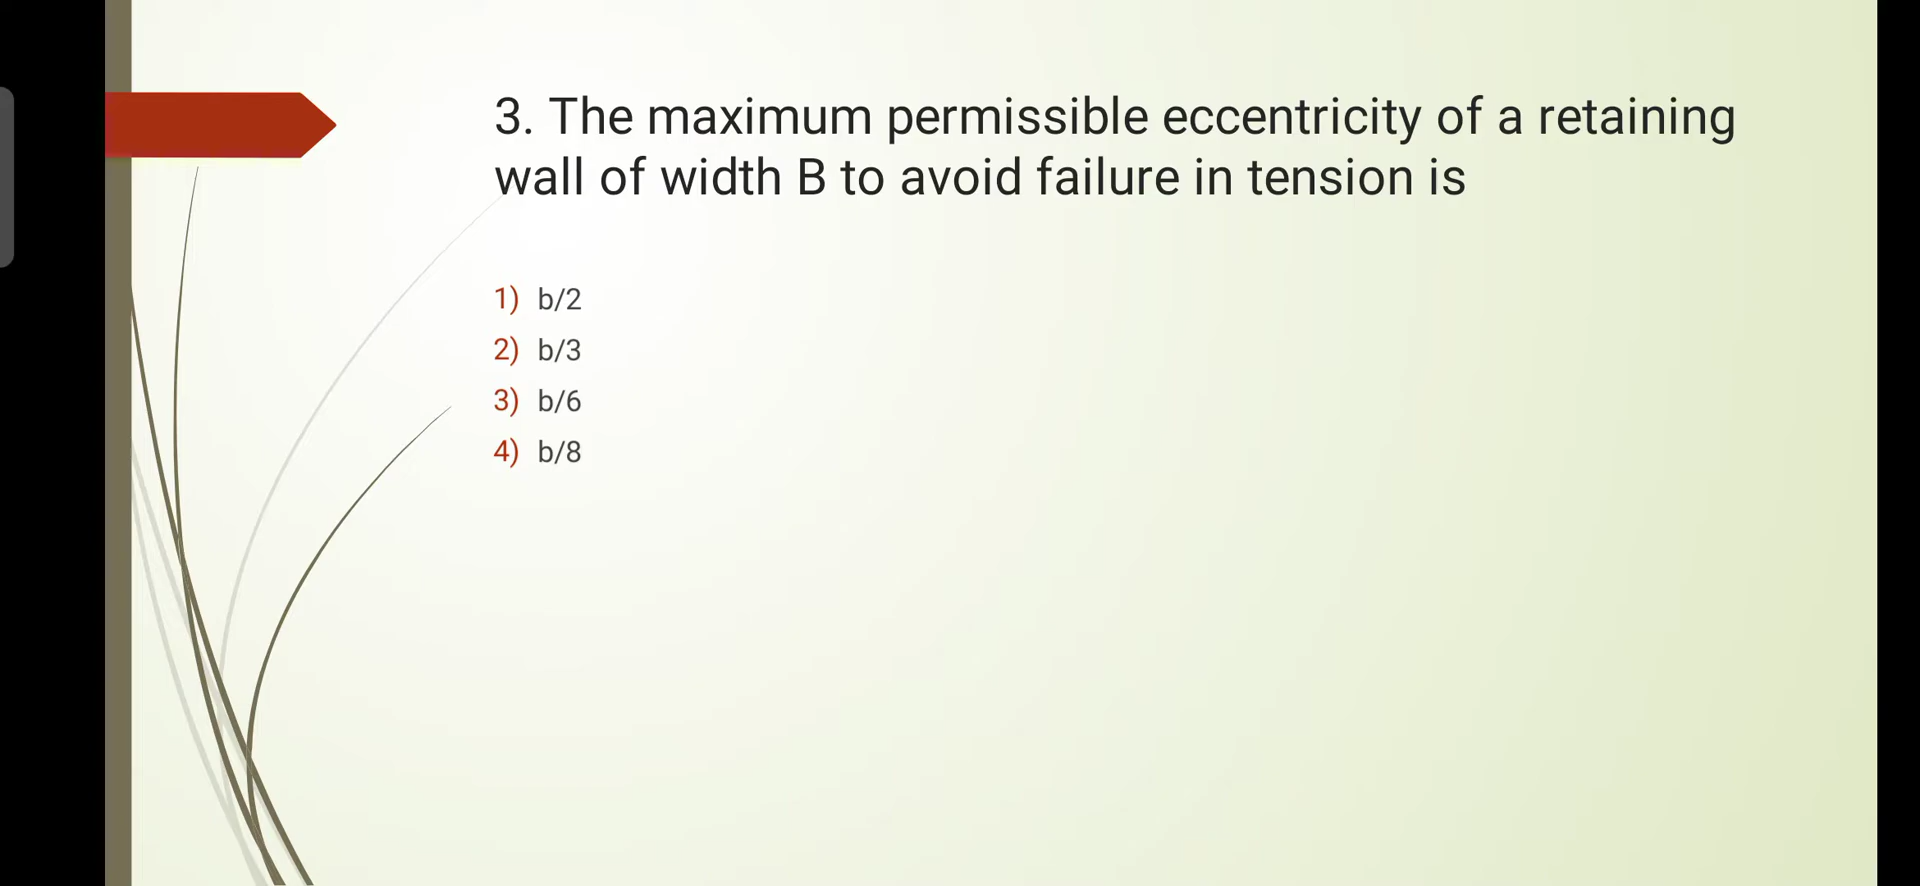 3. The maximum permissible eccentricity of a retaining
wall of width B to avoid failure in tension is
1) b/2
2) b/3
3) b/6
4) b/8